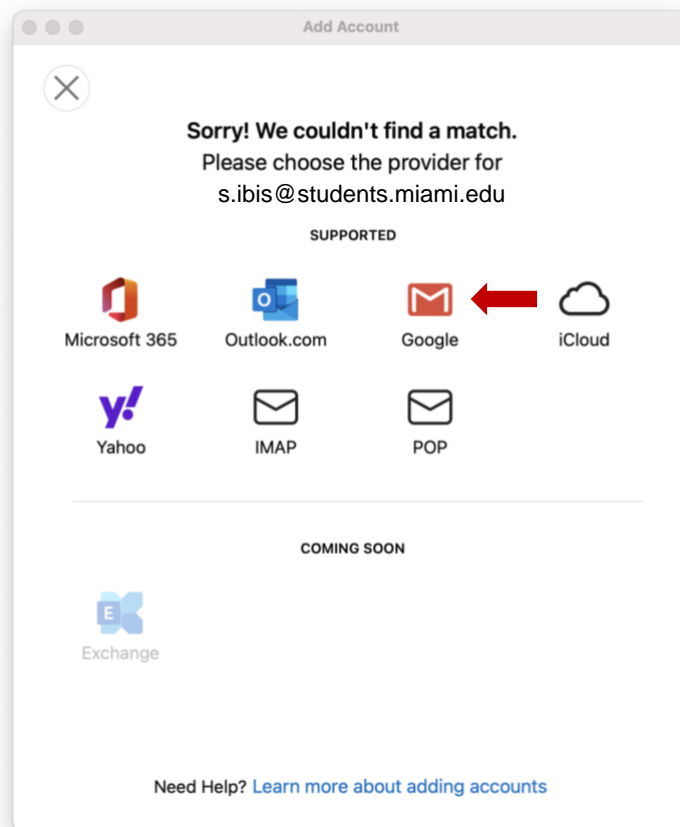 Add Account
Sorry! We couldn't find a match.
Please choose the provider for
s.ibis@students.miami.edu
SUPPORTED
Microsoft 365 Outlook.com Google iCloud
Yahoo IMAP POP
COMING SOON
Exchange
Need Help? Learn more about adding accounts